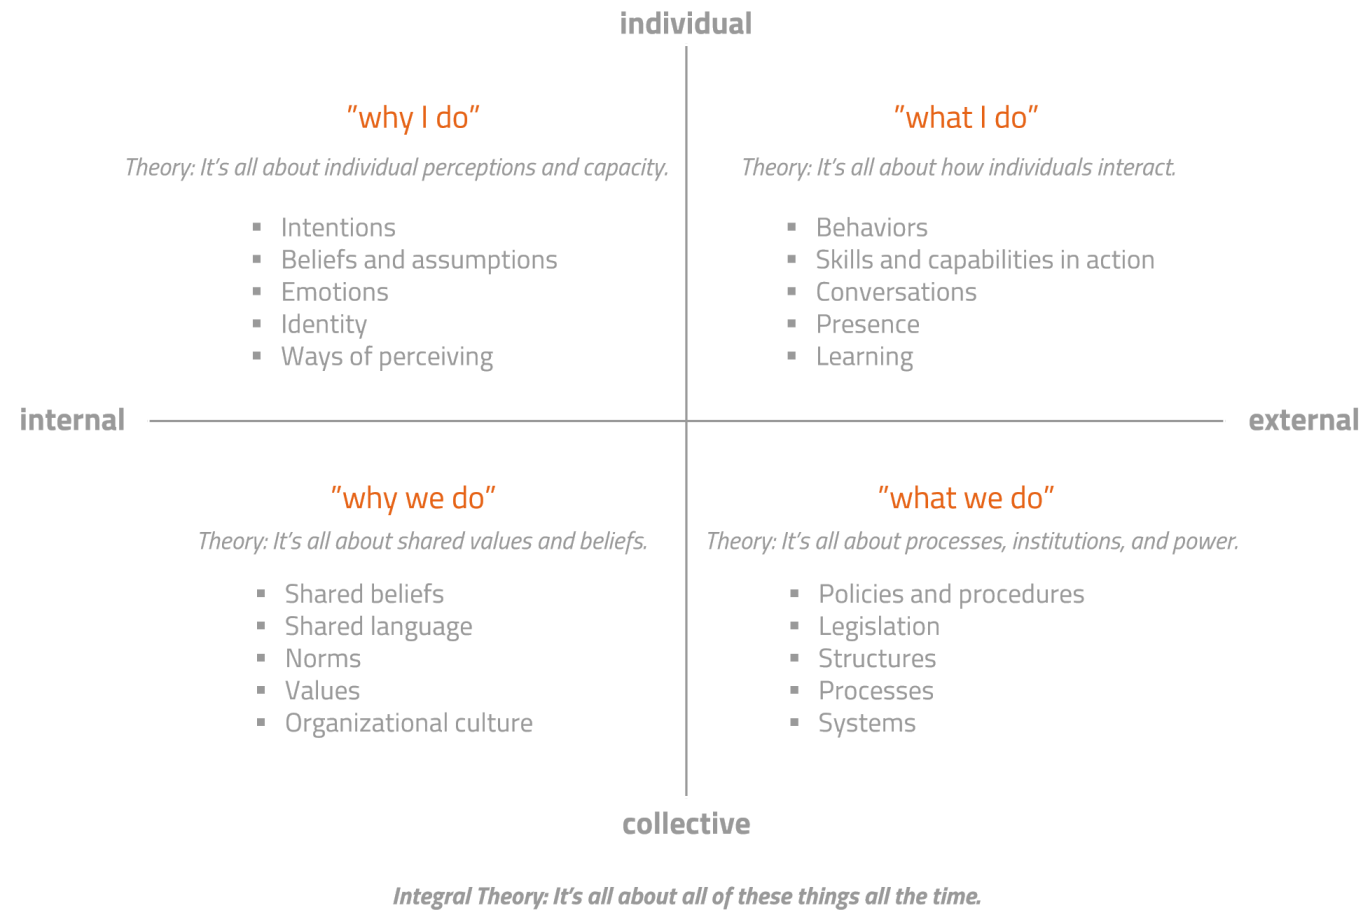 individual
”why I do”
Theory: It’s all about individual perceptions and capacity.
▪ Intentions
▪ Beliefs and assumptions
▪ Emotions
▪ Identity
▪ Ways of perceiving
”what I do”
Theory: It’s all about how individuals interact.
▪ Behaviors
▪ Skills and capabilities in action
▪ Conversations
▪ Presence
▪ Learning
internal
external
”why we do”
Theory: It’s all about shared values and beliefs.
▪ Shared beliefs
▪ Shared language
▪ Norms
▪ Values
▪ Organizational culture
”what we do”
Theory: It’s all about processes, institutions, and power.
▪ Policies and procedures
▪ Legislation
▪ Structures
▪ Processes
▪ Systems
collective
Integral Theory: It’s all about all of these things all the time.